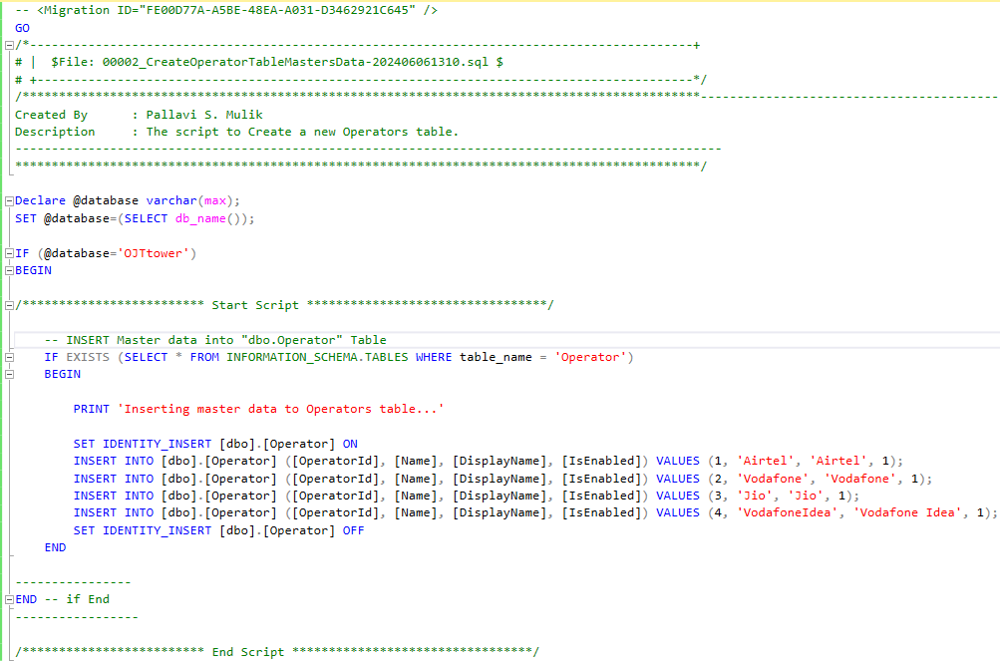 -- <Migration ID="FE00D77A-A5BE-48EA-A031-D3462921C645" />
GO
/*-------------------------------------------------------------------------------------------+
# |  $File: 00002_CreateOperatorTableMastersData-202406061310.sql $
# +------------------------------------------------------------------------------------------*/
/*********************************************************************************************-----------------------------------------
Created By      : Pallavi S. Mulik
Description     : The script to Create a new Operators table.
-------------------------------------------------------------------------------------------------
**********************************************************************************************/
Declare @database varchar(max);
SET @database=(SELECT db_name());
IF (@database='OJTtower')
BEGIN
/************************* Start Script *********************************/
-- INSERT Master data into "dbo.Operator" Table
IF EXISTS (SELECT * FROM INFORMATION_SCHEMA.TABLES WHERE table_name = 'Operator')
BEGIN
PRINT 'Inserting master data to Operators table...'
SET IDENTITY_INSERT [dbo].[Operator] ON
INSERT INTO [dbo].[Operator] ([OperatorId], [Name], [DisplayName], [IsEnabled]) VALUES (1, 'Airtel', 'Airtel', 1);
INSERT INTO [dbo].[Operator] ([OperatorId], [Name], [DisplayName], [IsEnabled]) VALUES (2, 'Vodafone', 'Vodafone', 1);
INSERT INTO [dbo].[Operator] ([OperatorId], [Name], [DisplayName], [IsEnabled]) VALUES (3, 'Jio', 'Jio', 1);
INSERT INTO [dbo].[Operator] ([OperatorId], [Name], [DisplayName], [IsEnabled]) VALUES (4, 'VodafoneIdea', 'Vodafone Idea', 1);
SET IDENTITY_INSERT [dbo].[Operator] OFF
END
----------------
END -- if End
-----------------
/************************* End Script *********************************/